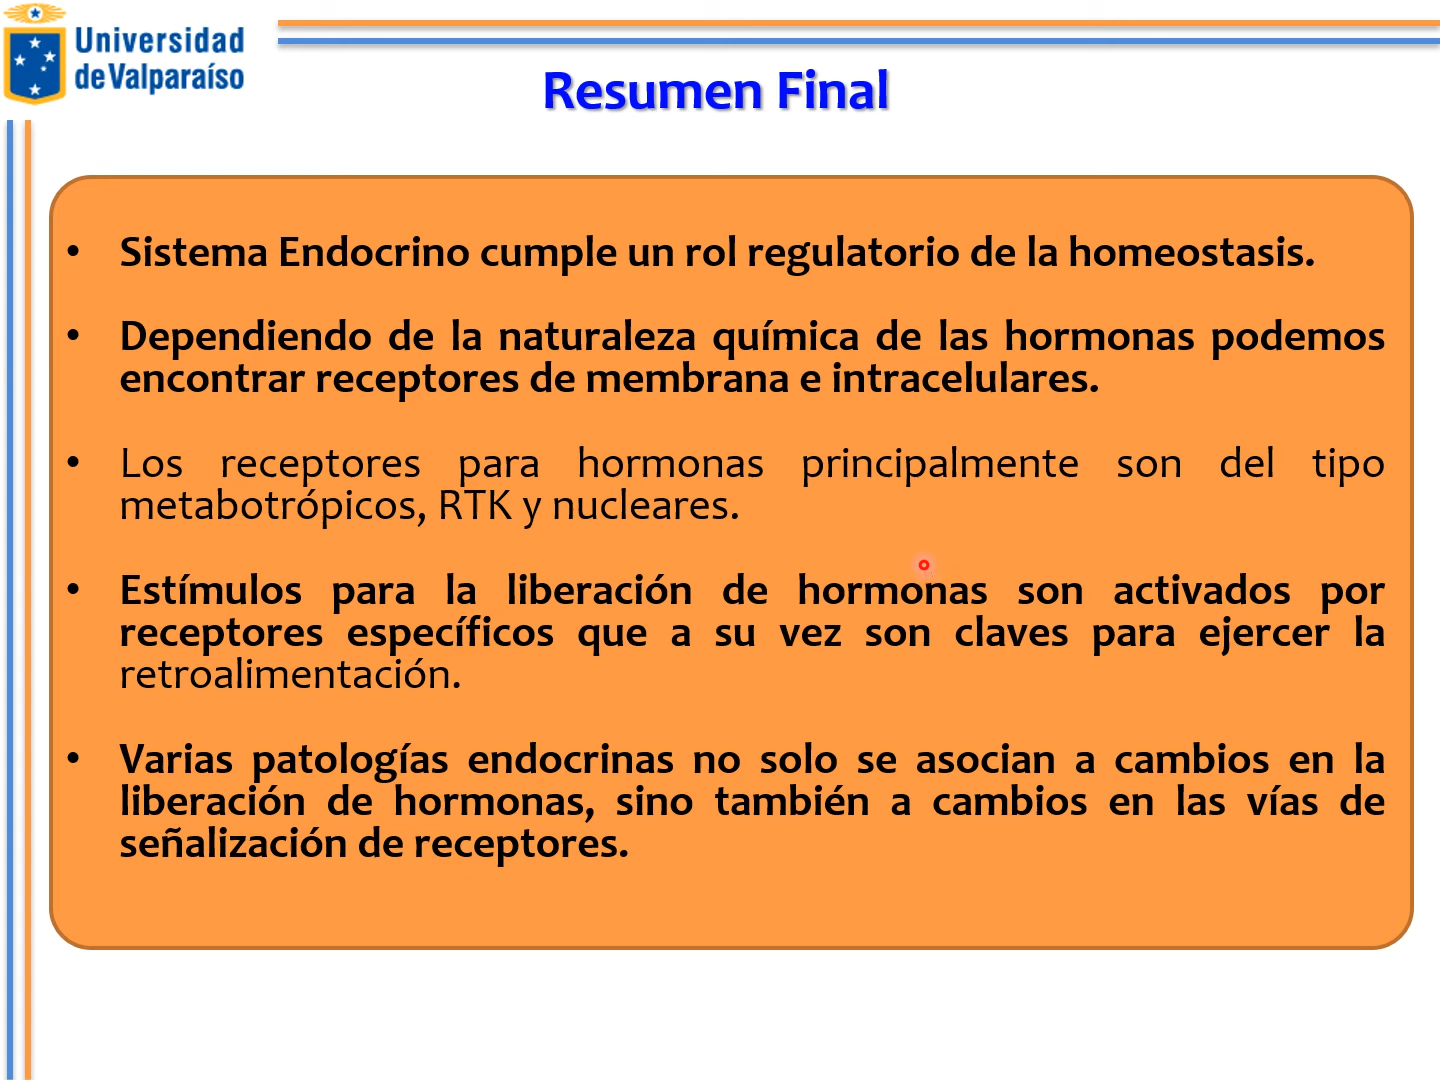 Universidad
de Valparaíso
Resumen Final
• Sistema Endocrino cumple un rol regulatorio de la homeostasis.
• Dependiendo de la naturaleza química de las hormonas podemos
encontrar receptores de membrana e intracelulares.
• Los receptores para hormonas principalmente son del tipo
metabotrópicos, RTK y nucleares.
• Estímulos para la liberación de hormonas son activados por
receptores específicos que a su vez son claves para ejercer la
retroalimentación.
• Varias patologías endocrinas no solo se asocian a cambios en la
liberación de hormonas, sino también a cambios en las vías de
señalización de receptores.